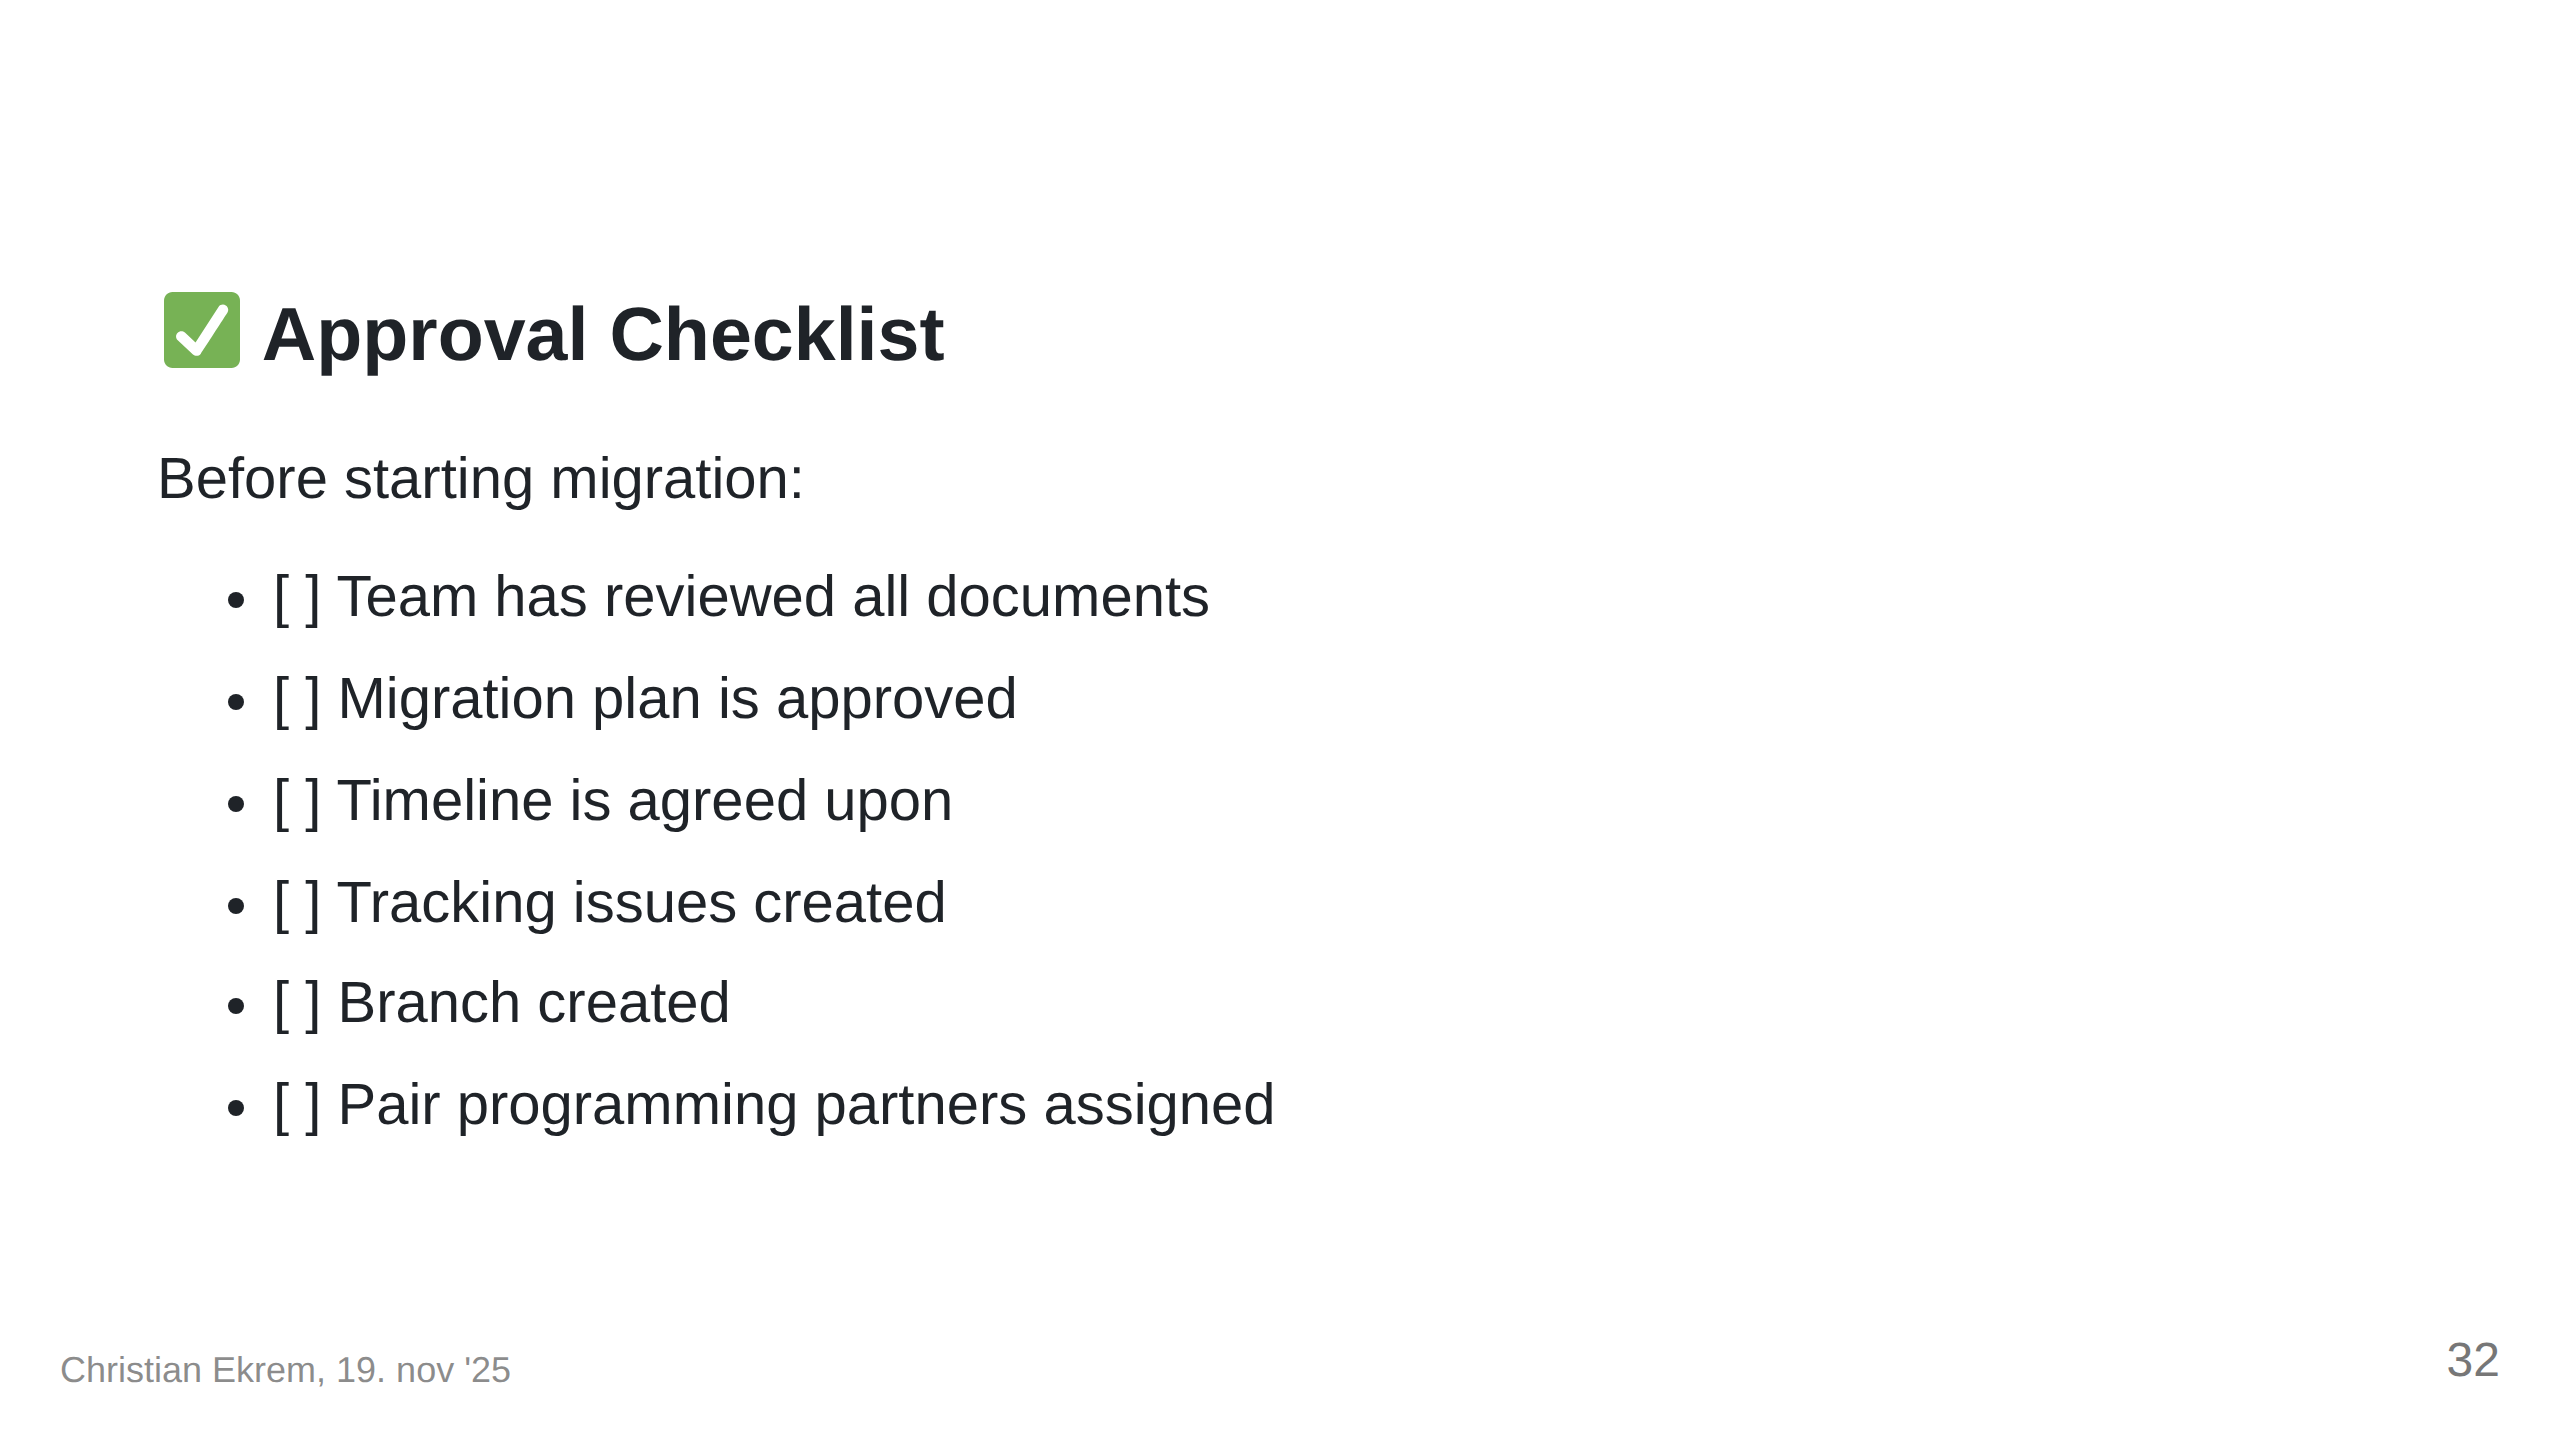 ✅ Approval Checklist
Before starting migration:
• [ ] Team has reviewed all documents
• [ ] Migration plan is approved
• [ ] Timeline is agreed upon
• [ ] Tracking issues created
• [ ] Branch created
• [ ] Pair programming partners assigned
Christian Ekrem, 19. nov '25
32